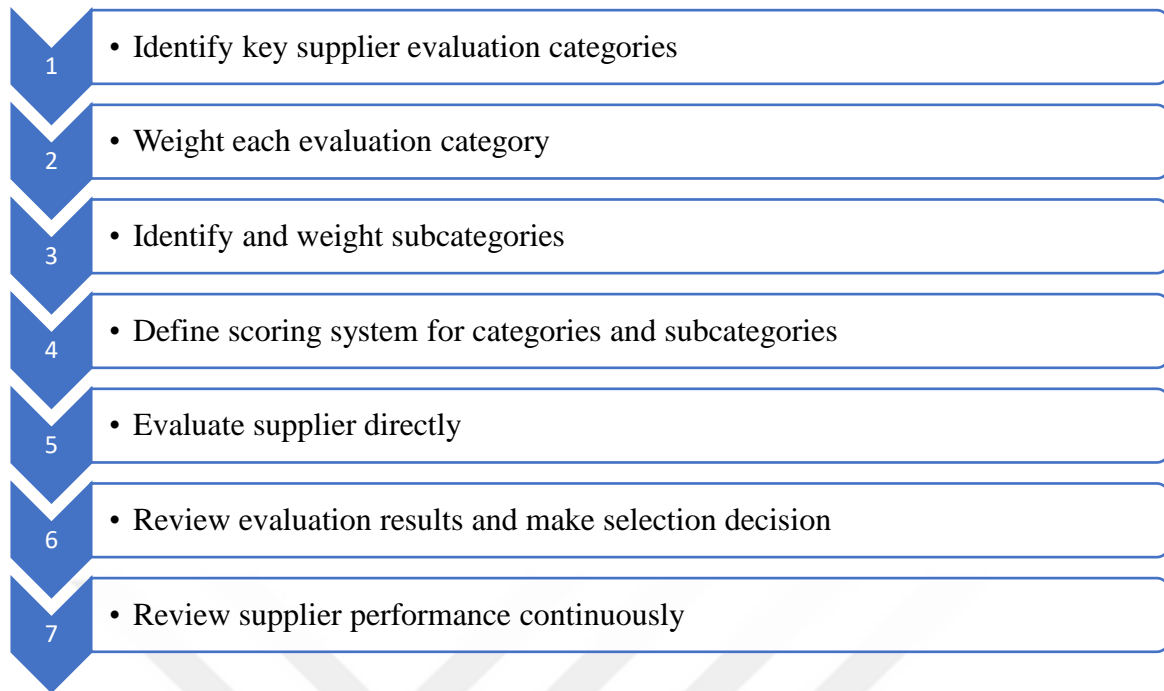 1 • Identify key supplier evaluation categories
2 • Weight each evaluation category
3 • Identify and weight subcategories
4 • Define scoring system for categories and subcategories
5 • Evaluate supplier directly
6 • Review evaluation results and make selection decision
7 • Review supplier performance continuously